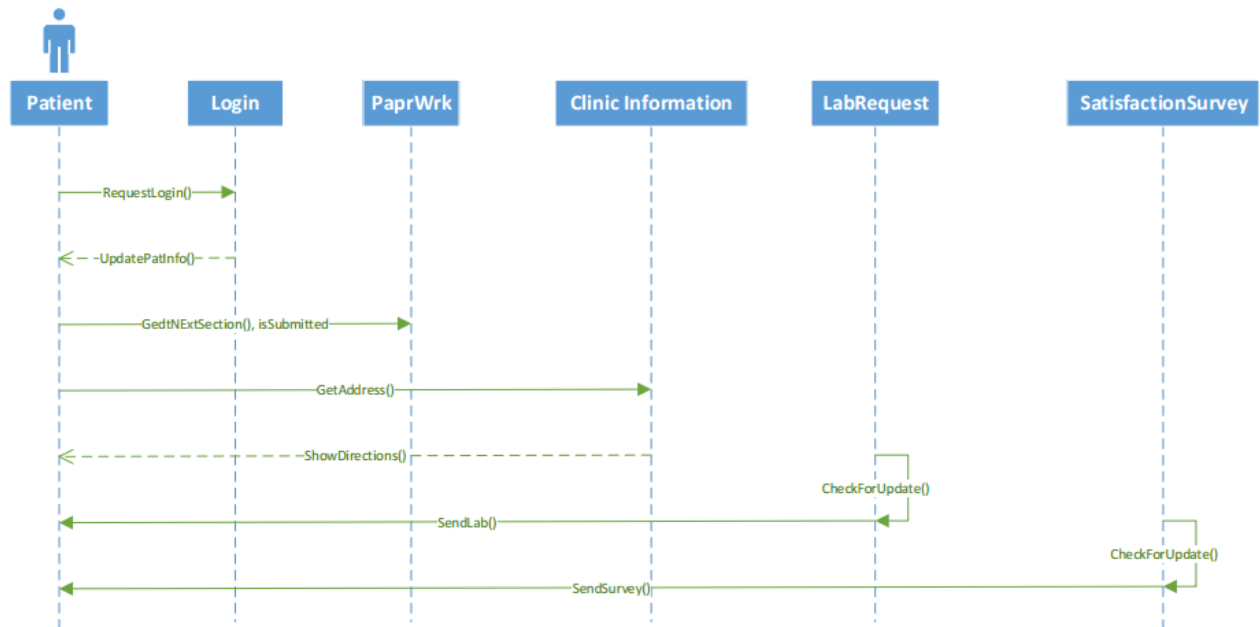 Patient
Login
PaprWrk
Clinic Information
LabRequest
SatisfactionSurvey
RequestLogin()
UpdatePatInfo()
GedtNExtSection(), isSubmitted
GetAddress()
ShowDirections()
CheckForUpdate()
SendLab()
CheckForUpdate()
SendSurvey()